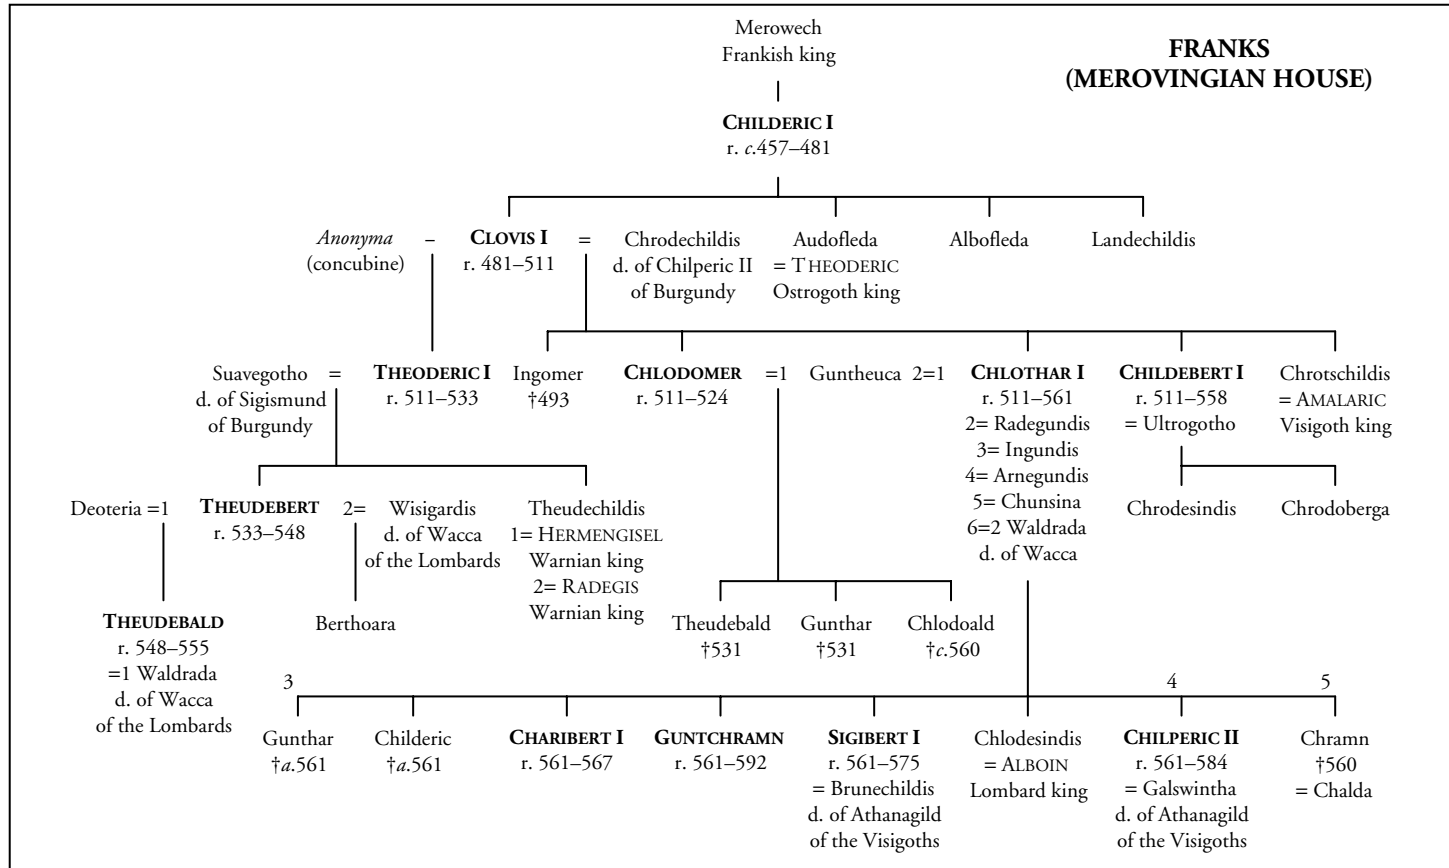 Merowech
Frankish king
FRANKS
(MEROVINGIAN HOUSE)
CHILDERIC I
r. c.457–481
Anonyma
(concubine)
–
CLOVIS I
r. 481–511
=
Chrodechildis
d. of Chilperic II
of Burgundy
Audofleda
= THEODERIC
Ostrogoth king
Albofleda
Landechildis
Suavegotho =
d. of Sigismund
of Burgundy
THEODERIC I
r. 511–533
Ingomer
†493
CHLODOMER
r. 511–524
=1 Guntheuca 2=1
CHLOTHAR I
r. 511–561
2= Radegundis
3= Ingundis
4= Arnegundis
5= Chunsina
6=2 Waldrada
d. of Wacca
CHILDEBERT I
r. 511–558
= Ultrogotho
Chrotschildis
= AMALARIC
Visigoth king
Deoteria =1
THEUDEBERT
r. 533–548
2=
Wisigardis
d. of Wacca
of the Lombards
Theudechildis
1= HERMENGISEL
Warnian king
2= RADEGIS
Warnian king
Chrodesindis
Chrodoberga
THEUDEBALD
r. 548–555
=1 Waldrada
d. of Wacca
of the Lombards
Berthoara
Theudebald
†531
Gunthar
†531
Chlodoald
†c.560
3
4
5
Gunthar
†a.561
Childeric
†a.561
CHARIBERT I
r. 561–567
GUNTCHRAMN
r. 561–592
SIGIBERT I
r. 561–575
= Brunechildis
d. of Athanagild
of the Visigoths
Chlodesindis
= ALBOIN
Lombard king
CHILPERIC II
r. 561–584
= Galswintha
d. of Athanagild
of the Visigoths
Chramn
†560
= Chalda